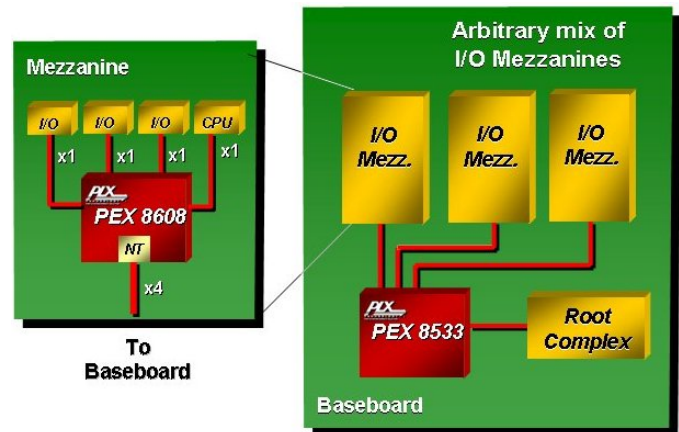 Mezzanine
I/O
I/O
I/O
CPU
x1
x1
x1
x1
PLX
PEX 8608
NT
x4
To
Baseboard
Arbitrary mix of
I/O Mezzanines
I/O
Mezz.
I/O
Mezz.
I/O
Mezz.
PLX
PEX 8533
Root
Complex
Baseboard